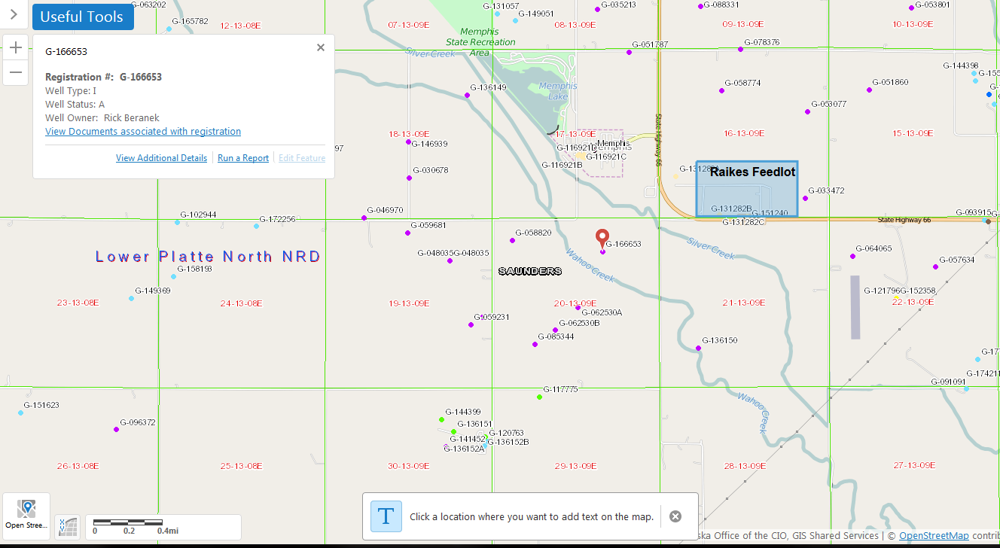 G-063202
Useful Tools
G-165782
12-13-08E
G-131057
G-149051
07-13-09E
08-13-09E
G-035213
G-088331
09-13-09E
G-053801
10-13-09E
Memphis
State Recreation
Area
Silver Creek
G-051787
G-078376
G-166653
Registration #: G-166653
Well Type: I
Well Status: A
Well Owner: Rick Beranek
View Documents associated with registration
View Additional Details
Run a Report
Edit Feature
97
G-136149
Memphis
Lake
G-058774
G-053077
G-051860
G-144398
G-155
G-
State Highway 66
18-13-09E
G-146939
17-13-09E
16-13-09E
15-13-09E
G-116921D
Memphis
Memphis
G-116921C
G-116921B
G-030678
G-131282A
Raikes Feedlot
G-033472
G-046970
G-102944
G-172256
G-131282B
G-151240
G-131282C
State Highway 66
G-093915
G-
G-059681
G-058820
G-166653
Silver Creek
G-064065
G-048035
G-048035
Lower Platte North NRD
SAUNDERS
Wahoo Creek
G-057634
G-158193
G-149369
23-13-08E
24-13-08E
19-13-09E
20-13-09E
21-13-09E
G-121796
G-152358
22-13-09E
G-059231
G-062530A
G-062530B
G-085344
G-136150
G-17
G-174211
G-091091
G-117775
Wahoo Creek
G-151623
G-096372
G-144399
G-136151
G-141452
G-120763
G-136152B
G-136152A
26-13-08E
25-13-08E
30-13-09E
29-13-09E
28-13-09E
27-13-09E
Open Stree...
0 0.2 0.4mi
T
Click a location where you want to add text on the map.
ska Office of the CIO, GIS Shared Services | © OpenStreetMap contrib